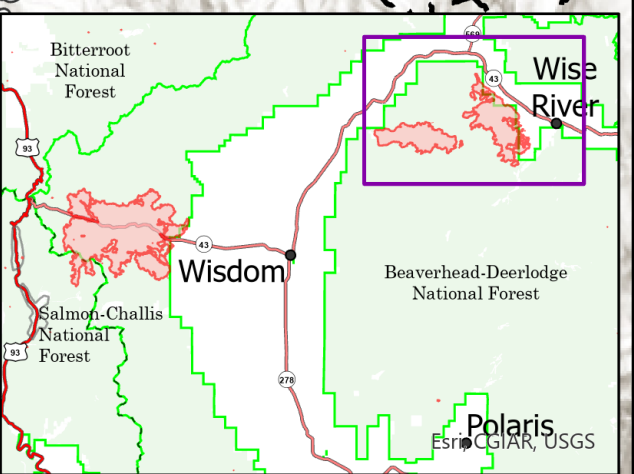 Bitterroot
National
Forest
569
43
Wise
River
93
43
Wisdom
Beaverhead-Deerlodge
National Forest
Salmon-Challis
National
Forest
93
278
Polaris
Esri, CGIAR, USGS